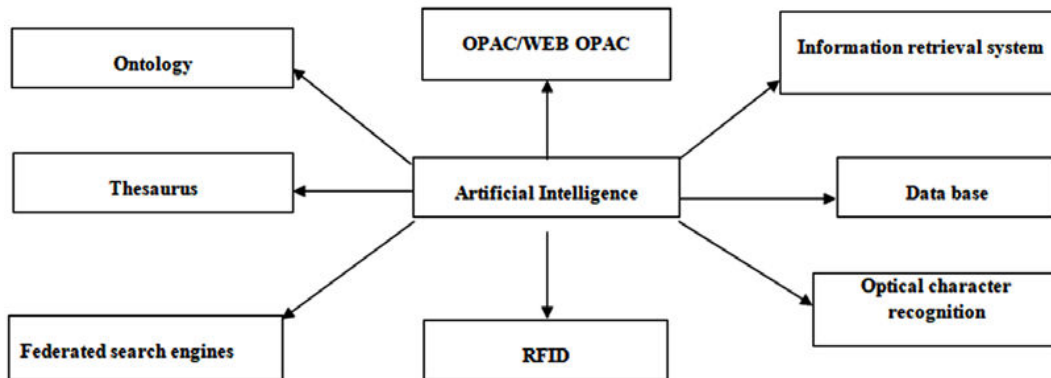 OPAC/WEB OPAC
Information retrieval system
Ontology
Thesaurus
Artificial Intelligence
Data base
Optical character
recognition
Federated search engines
RFID